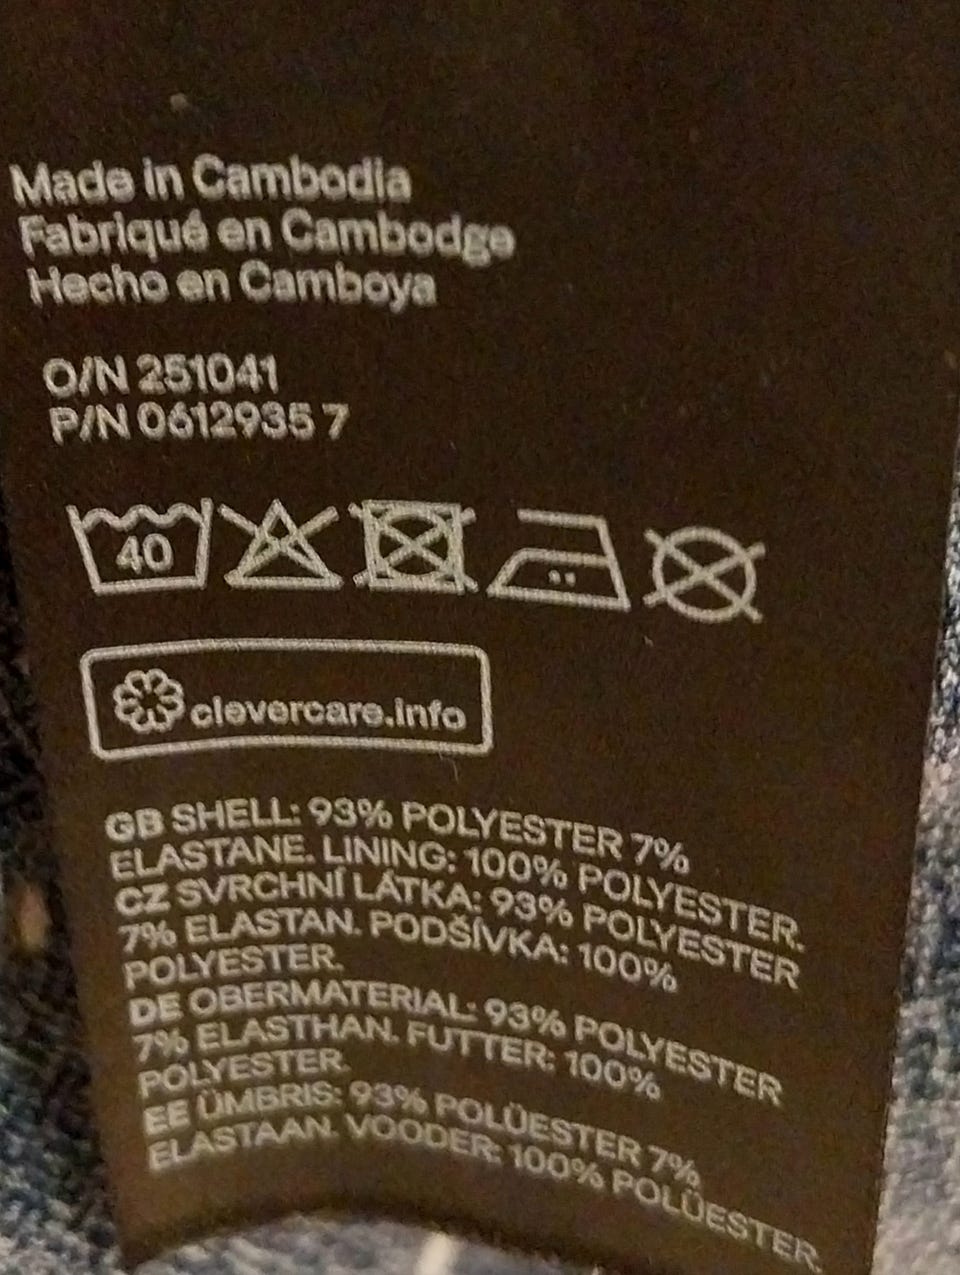 Made in Cambodia
Fabriqué en Cambodge
Hecho en Camboya
O/N 251041
P/N 0612935 7
40
clevercare.info
GB SHELL: 93% POLYESTER 7%
ELASTANE. LINING: 100% POLYESTER.
CZ SVRCHNÍ LÁTKA: 93% POLYESTER
7% ELASTAN. PODŠÍVKA: 100%
POLYESTER.
DE OBERMATERIAL: 93% POLYESTER
7% ELASTHAN. FUTTER: 100%
POLYESTER.
EE ÜMBRIS: 93% POLÜESTER 7%
ELASTAAN. VOODER: 100% POLÜESTER.